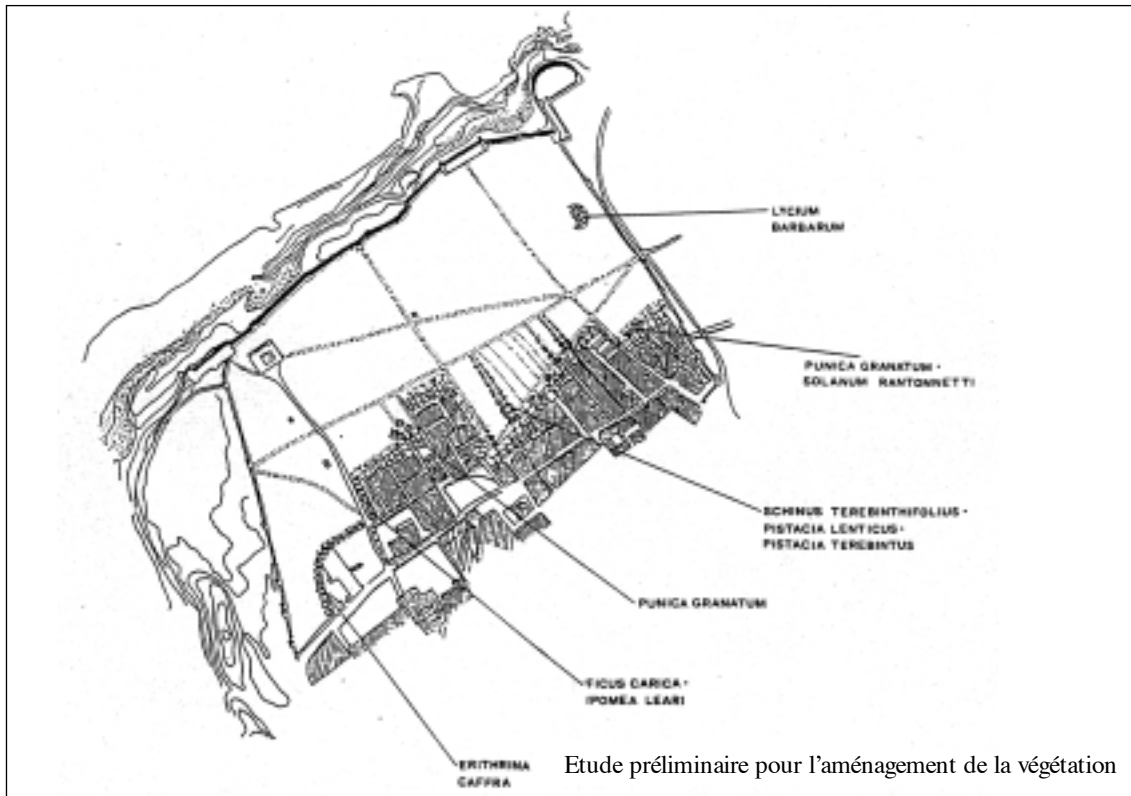 LYCIUM
BARBARUM
PUNICA GRANATUM -
SOLANUM RANTONNETTI
SCHINUS TEREBINTHIFOLIUS -
PISTACIA LENTICUS -
PISTACIA TEREBINTUS
PUNICA GRANATUM
FICUS CARICA -
IPOMEA LEARI
ERITHRINA
CAFFRA
Etude préliminaire pour l'aménagement de la végétation